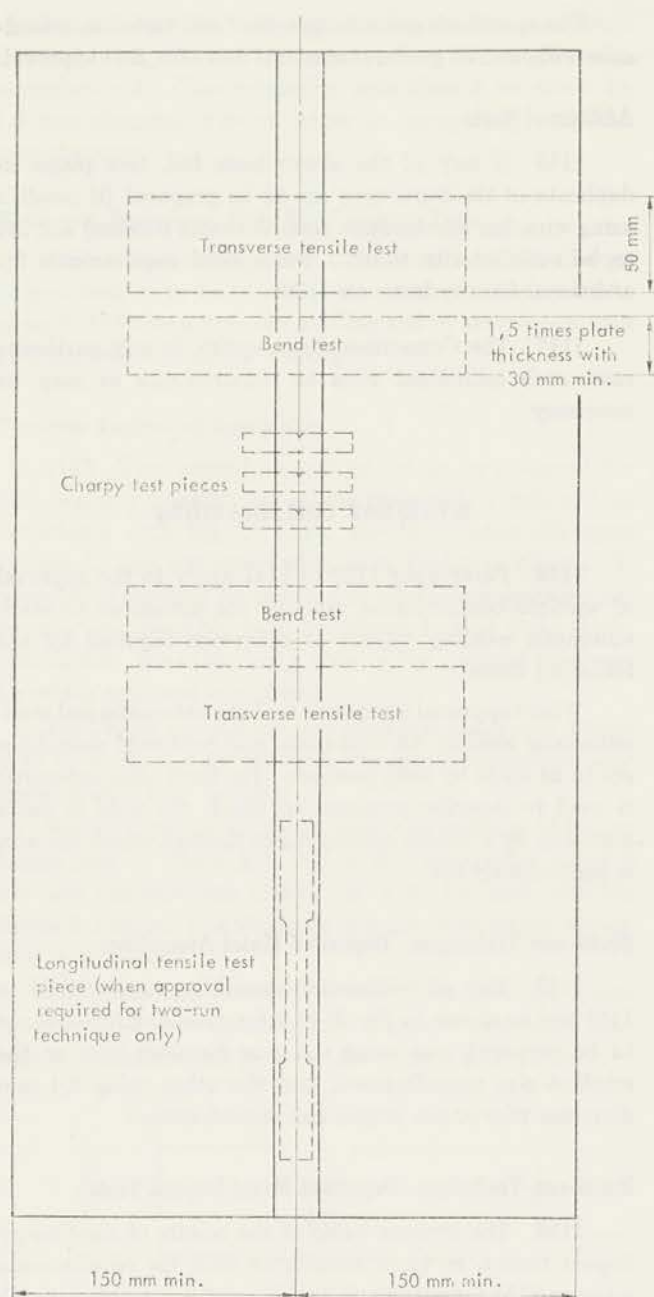 Transverse tensile test
50 mm
Bend test
1,5 times plate
thickness with
30 mm min.
Charpy test pieces
Bend test
Transverse tensile test
Longitudinal tensile test
piece (when approval
required for two-run
technique only)
150 mm min.
150 mm min.